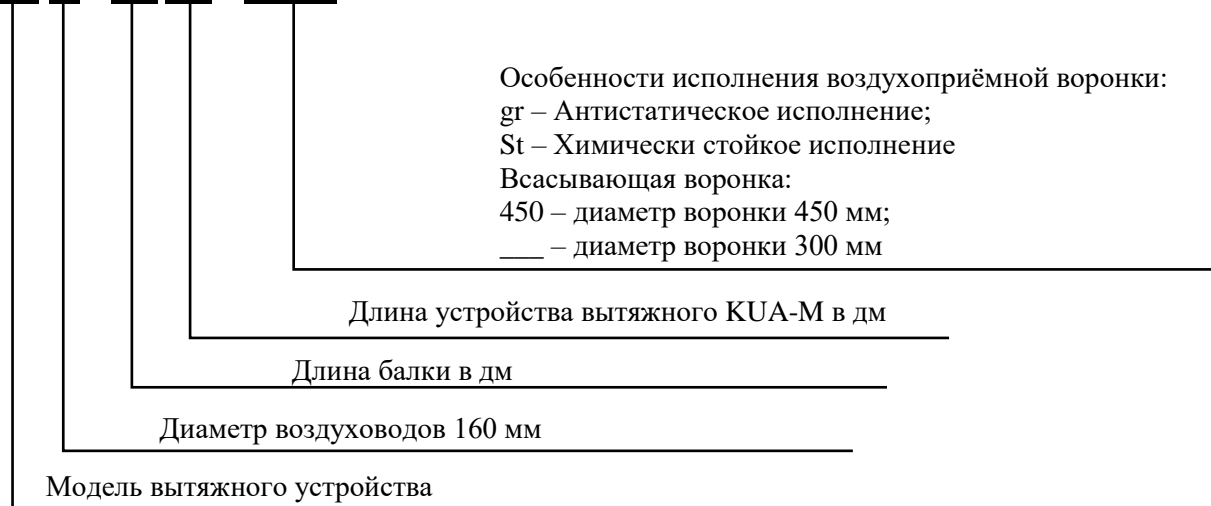 Особенности исполнения воздухоприёмной воронки:
gr – Антистатическое исполнение;
St – Химически стойкое исполнение
Всасывающая воронка:
450 – диаметр воронки 450 мм;
___ – диаметр воронки 300 мм
Длина устройства вытяжного KUA-M в дм
Длина балки в дм
Диаметр воздуховодов 160 мм
Модель вытяжного устройства